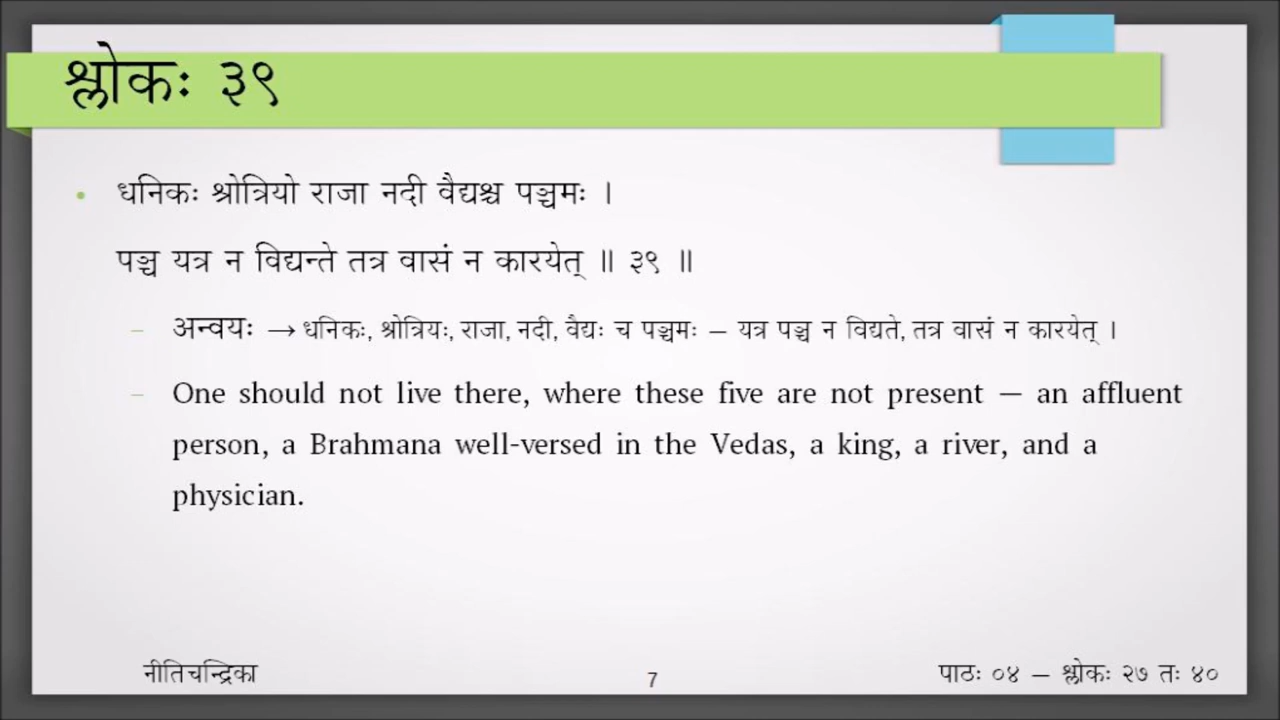 श्लोकः ३९
• धनिकः श्रोत्रियो राजा नदी वैद्यश्च पञ्चमः ।
पञ्च यत्र न विद्यन्ते तत्र वासं न कारयेत् ॥ ३९ ॥
– अन्वयः → धनिकः, श्रोत्रियः, राजा, नदी, वैद्यः च पञ्चमः – यत्र पञ्च न विद्यते, तत्र वासं न कारयेत् ।
– One should not live there, where these five are not present – an affluent
person, a Brahmana well-versed in the Vedas, a king, a river, and a
physician.
नीतिचन्द्रिका 7 पाठः ०४ – श्लोकः २७ तः ४०